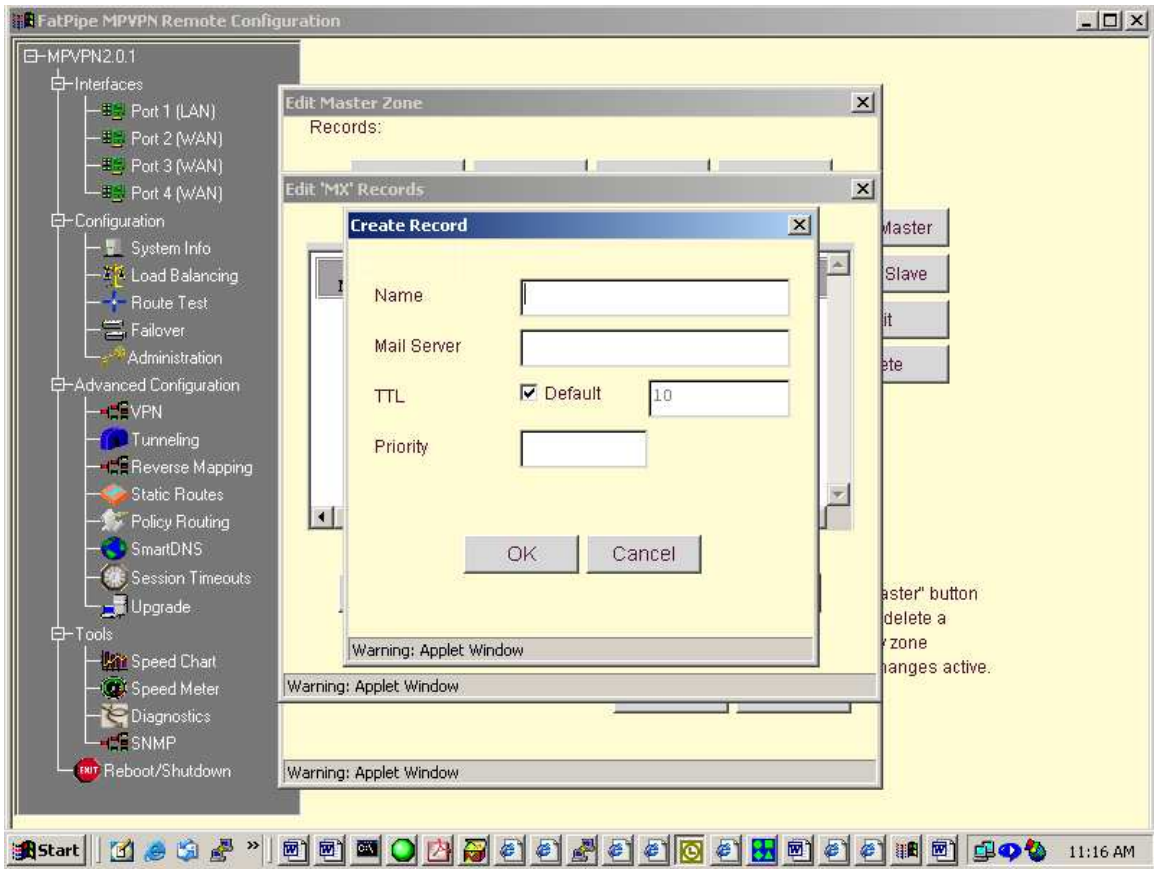 FatPipe MPVPN Remote Configuration
MPVPN2.0.1
Interfaces
Port 1 (LAN)
Port 2 (WAN)
Port 3 (WAN)
Port 4 (WAN)
Configuration
System Info
Load Balancing
Route Test
Failover
Administration
Advanced Configuration
VPN
Tunneling
Reverse Mapping
Static Routes
Policy Routing
SmartDNS
Session Timeouts
Upgrade
Tools
Speed Chart
Speed Meter
Diagnostics
SNMP
EXIT Reboot/Shutdown
Edit Master Zone
Records:
Edit 'MX' Records
Create Record
Name
Mail Server
TTL
Default
10
Priority
OK
Cancel
Warning: Applet Window
Warning: Applet Window
Warning: Applet Window
Master
Slave
it
ete
aster" button
delete a
zone
anges active.
Start
»
11:16 AM